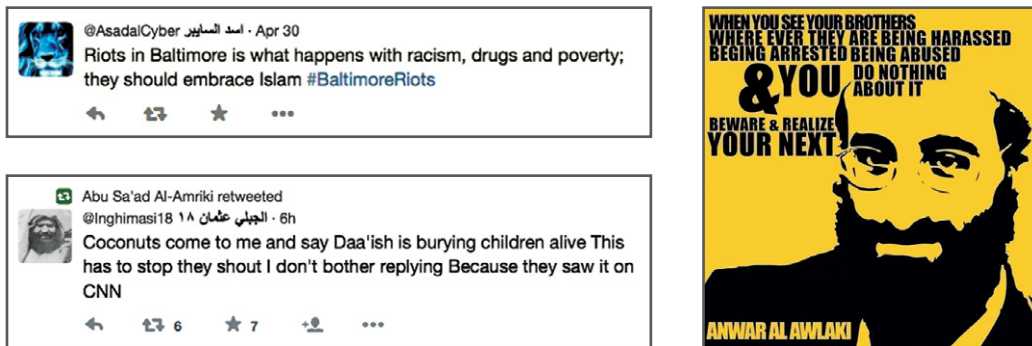 @AsadalCyber اسد السايبر · Apr 30
Riots in Baltimore is what happens with racism, drugs and poverty;
they should embrace Islam #BaltimoreRiots
Abu Sa'ad Al-Amriki retweeted
@Inghimasi18 الجبلي عثمان ١٨ · 6h
Coconuts come to me and say Daa'ish is burying children alive This
has to stop they shout I don't bother replying Because they saw it on
CNN
6 7
WHEN YOU SEE YOUR BROTHERS
WHERE EVER THEY ARE BEING HARASSED
BEGING ARRESTED BEING ABUSED
& YOU DO NOTHING
ABOUT IT
BEWARE & REALIZE
YOUR NEXT
ANWAR AL AWLAKI